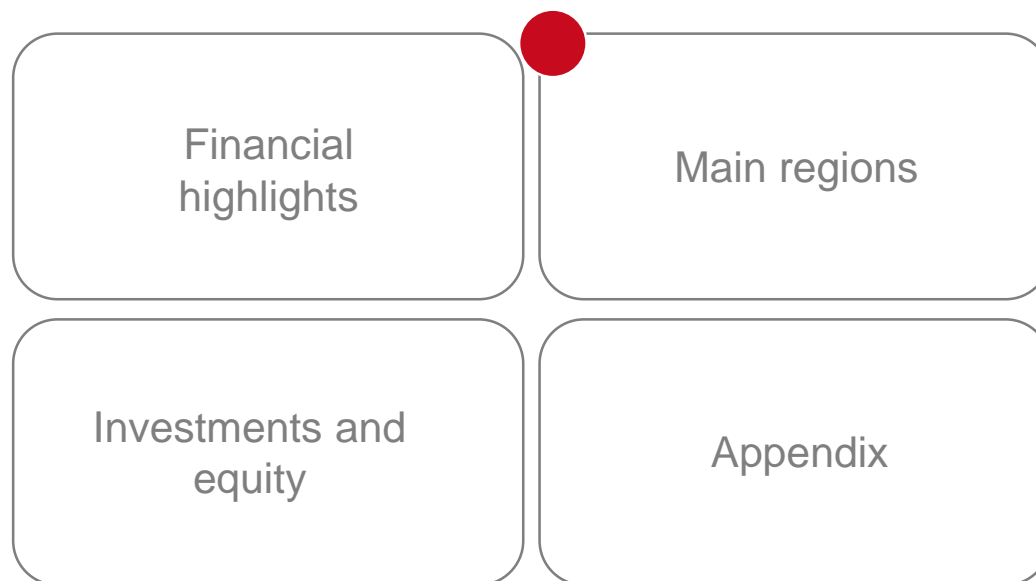 Financial
highlights
Main regions
Investments and
equity
Appendix